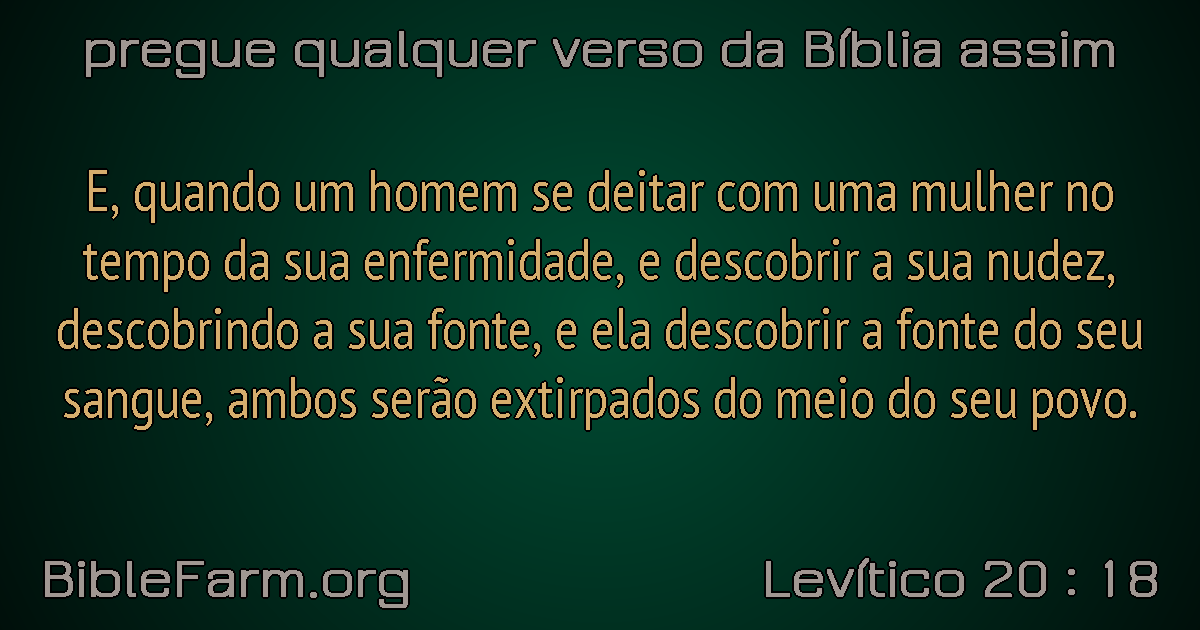 pregue qualquer verso da Bíblia assim
E, quando um homem se deitar com uma mulher no
tempo da sua enfermidade, e descobrir a sua nudez,
descobrindo a sua fonte, e ela descobrir a fonte do seu
sangue, ambos serão extirpados do meio do seu povo.
BibleFarm.org
Levítico 20 : 18